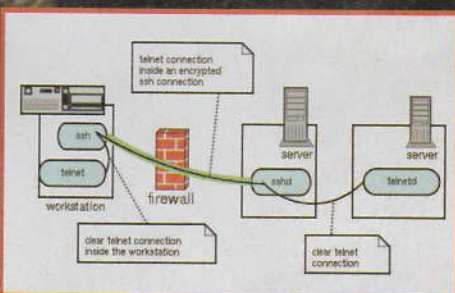 telnet connection
inside an encrypted
ssh connection
ssh
telnet
workstation
firewall
server
sshd
server
telnetd
clear telnet connection
inside the workstation
clear telnet
connection